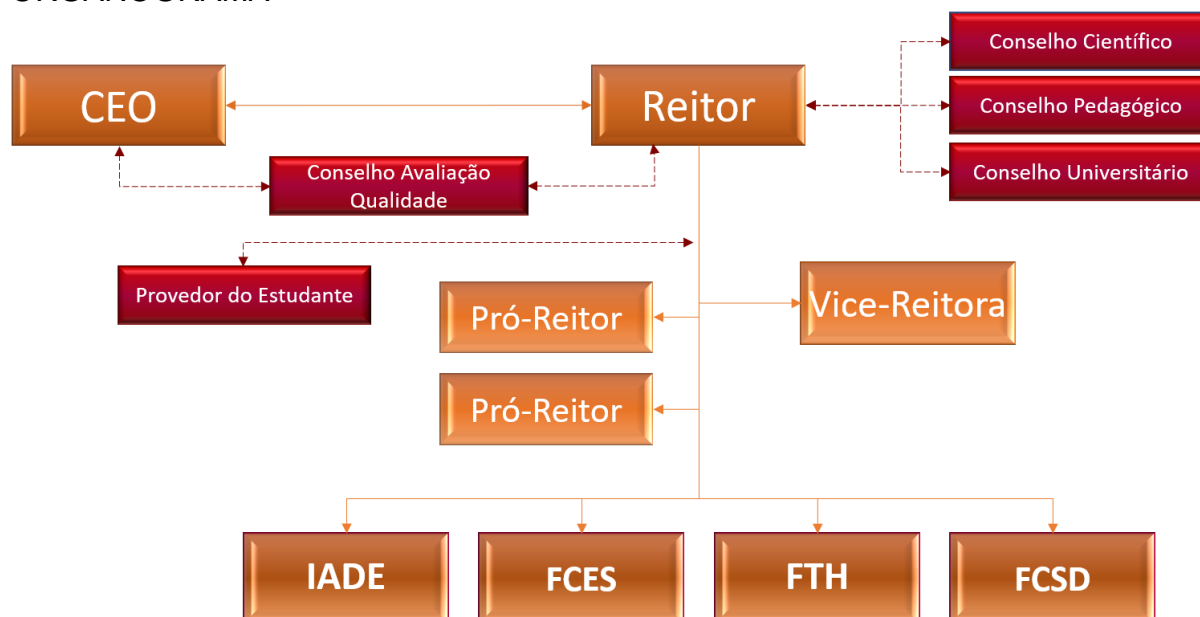 ORGANOGRAMA
CEO
Reitor
Conselho Científico
Conselho Pedagógico
Conselho Universitário
Conselho Avaliação
Qualidade
Provedor do Estudante
Pró-Reitor
Vice-Reitora
Pró-Reitor
IADE
FCES
FTH
FCSD